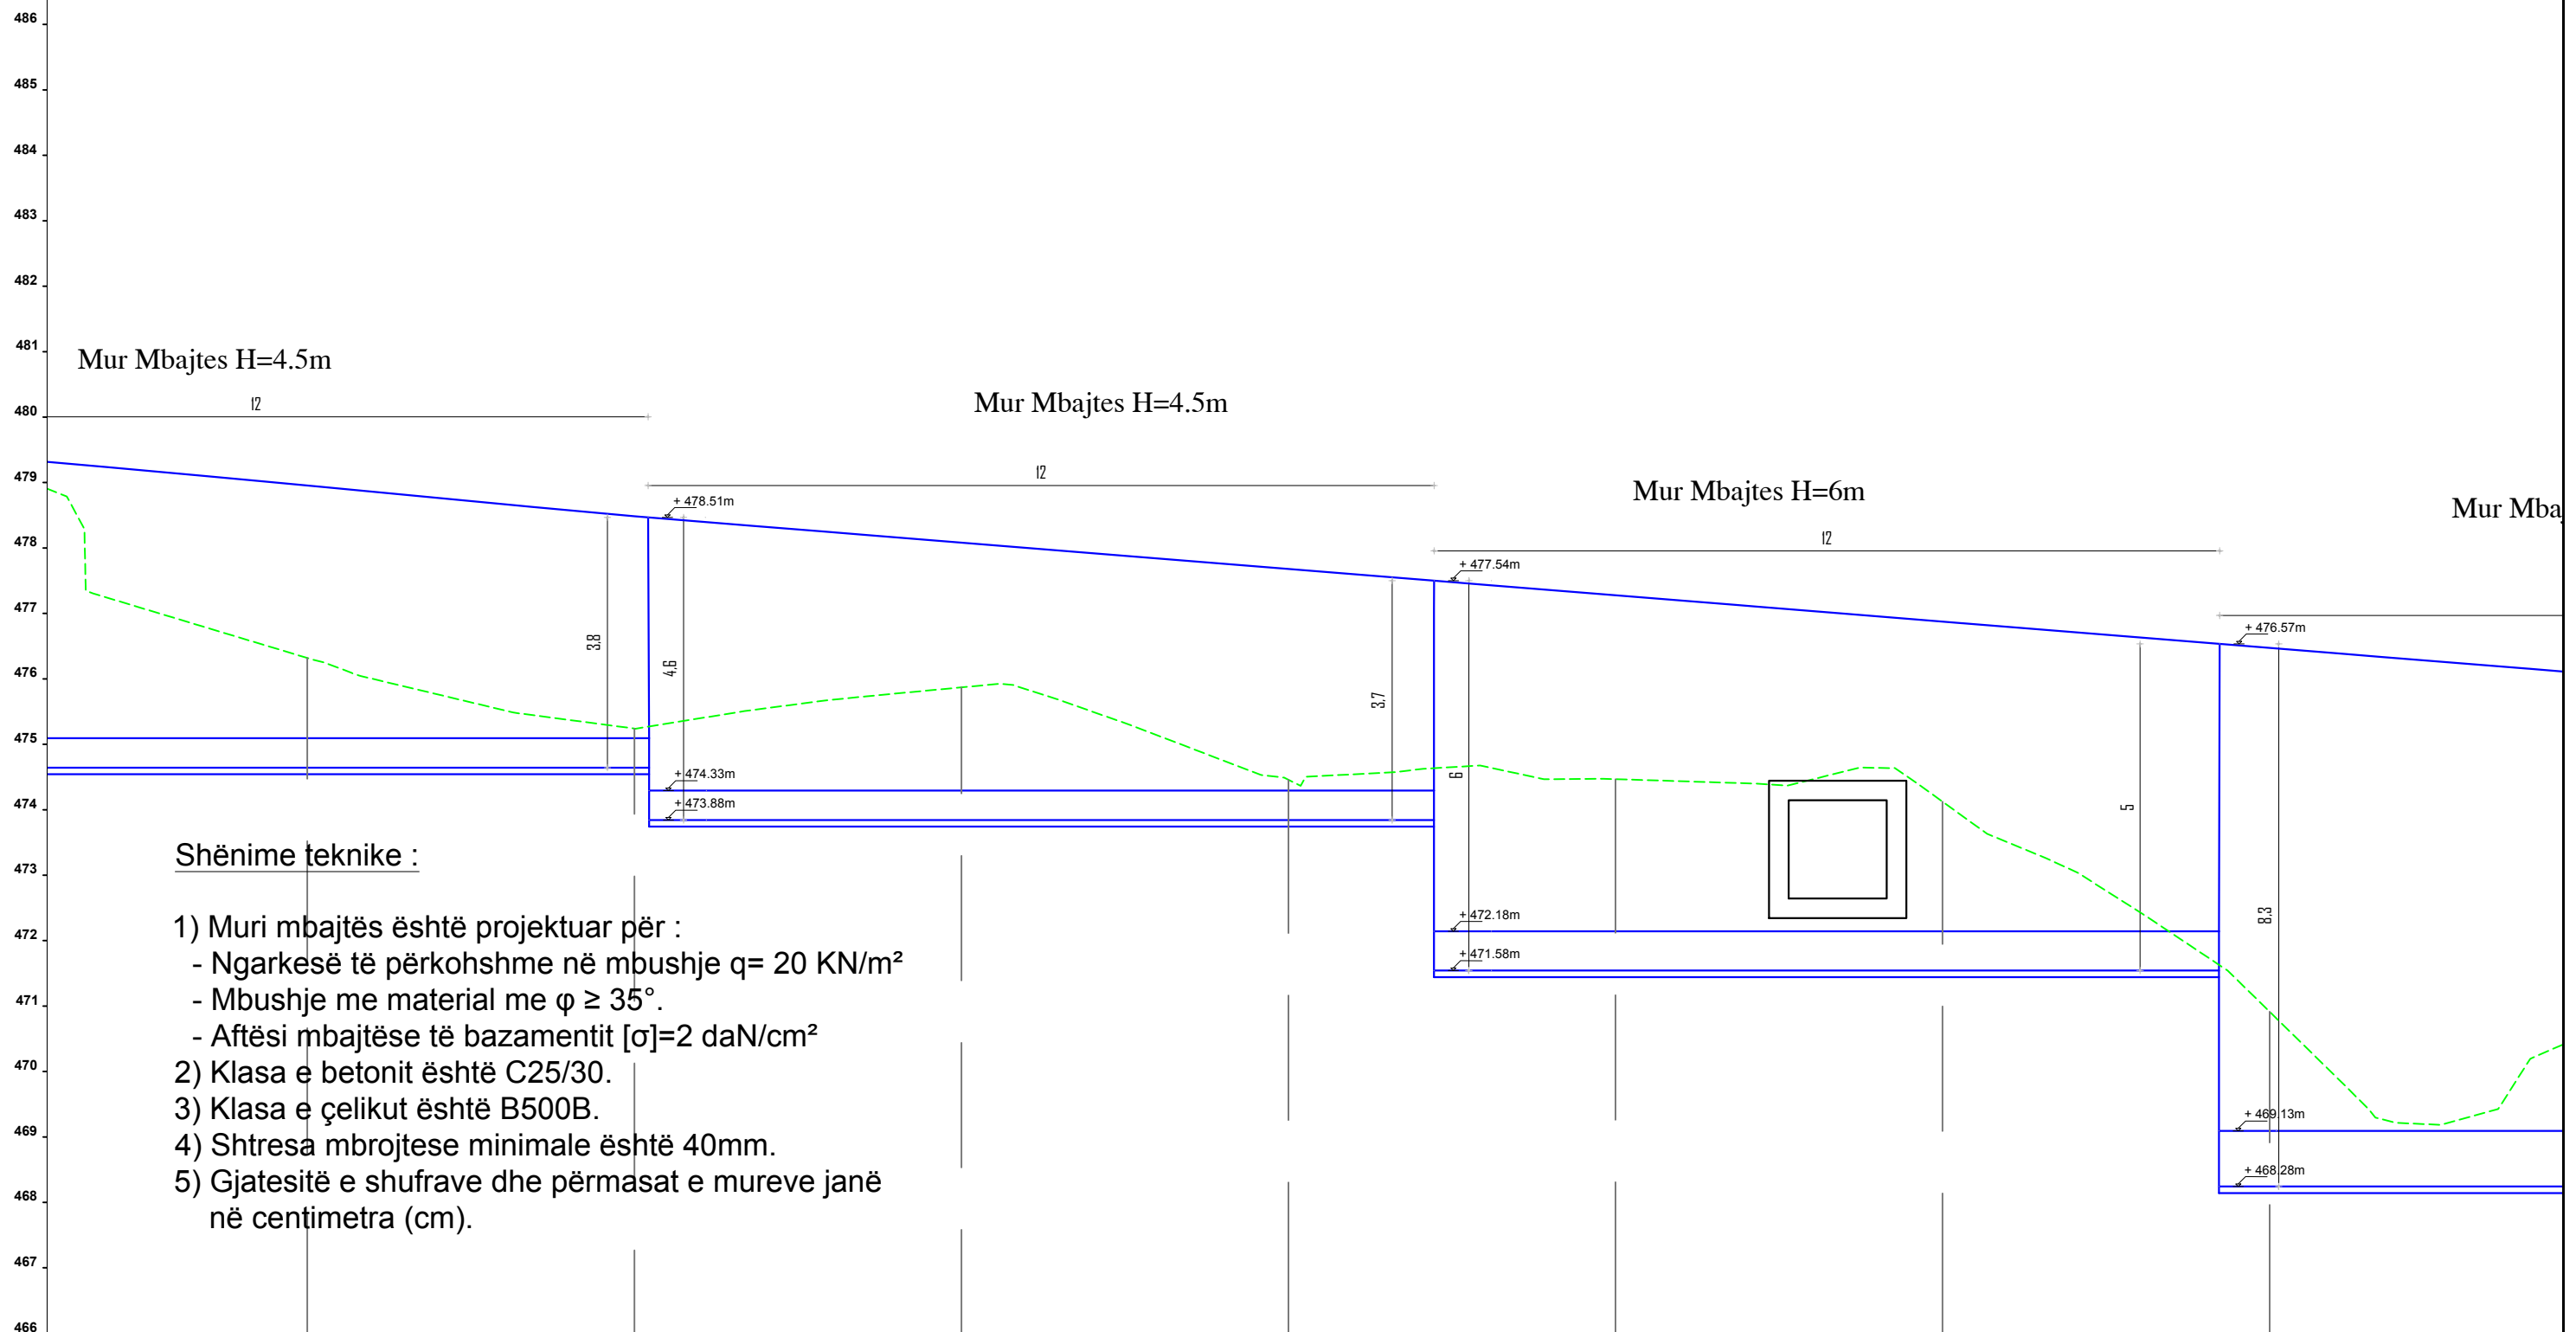 486
485
484
483
482
481
480
479
478
477
476
475
474
473
472
471
470
469
468
467
466
Mur Mbajtes H=4.5m
12
Mur Mbajtes H=4.5m
12
Mur Mbajtes H=6m
12
Mur Mba
+ 478.51m
3.8
4.6
+ 474.33m
+ 473.88m
+ 477.54m
3.7
6
+ 472.18m
+ 471.58m
+ 476.57m
5
8.3
+ 469.13m
+ 468.28m
Shënime teknike :
1) Muri mbajtës është projektuar për :
- Ngarkesë të përkohshme në mbushje q= 20 KN/m²
- Mbushje me material me φ ≥ 35°.
- Aftësi mbajtëse të bazamentit [σ]=2 daN/cm²
2) Klasa e betonit është C25/30.
3) Klasa e çelikut është B500B.
4) Shtresa mbrojtese minimale është 40mm.
5) Gjatesitë e shufrave dhe përmasat e mureve janë
në centimetra (cm).